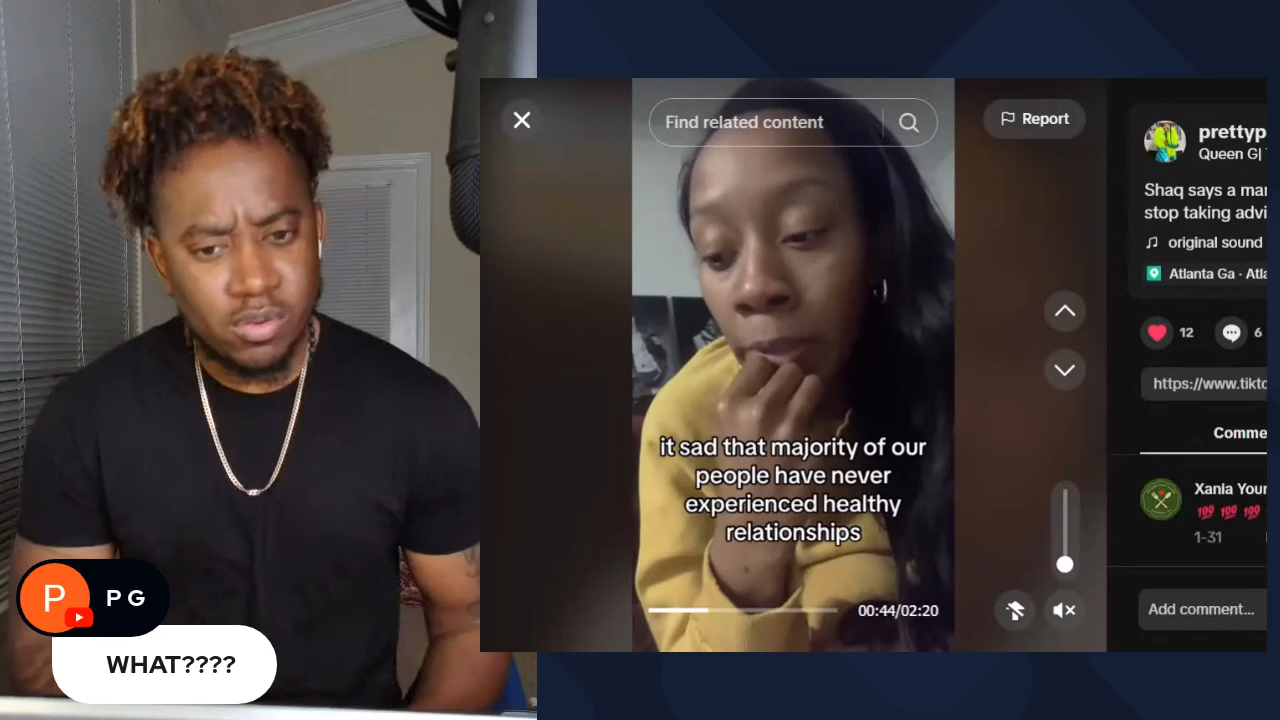 Find related content
Report
prettyp
Queen G|
Shaq says a mar
stop taking advi
original sound
Atlanta Ga · Atla
12
6
https://www.tikto
Comme
it sad that majority of our
people have never
experienced healthy
relationships
Xania Your
💯 💯 💯
1-31
00:44/02:20
Add comment...
P
P G
WHAT????